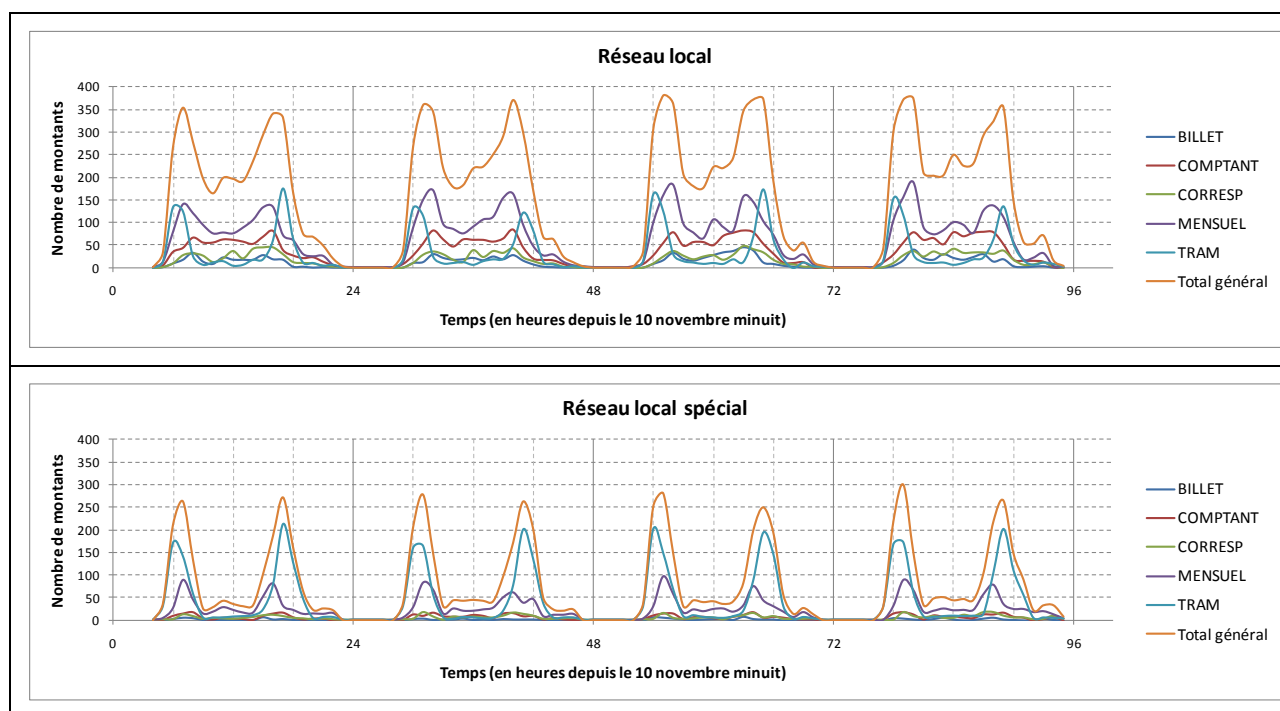 Réseau local
Nombre de montants
400
350
300
250
200
150
100
50
0
0 24 48 72 96
Temps (en heures depuis le 10 novembre minuit)
BILLET
COMPTANT
CORRESP
MENSUEL
TRAM
Total général
Réseau local spécial
Nombre de montants
400
350
300
250
200
150
100
50
0
0 24 48 72 96
Temps (en heures depuis le 10 novembre minuit)
BILLET
COMPTANT
CORRESP
MENSUEL
TRAM
Total général